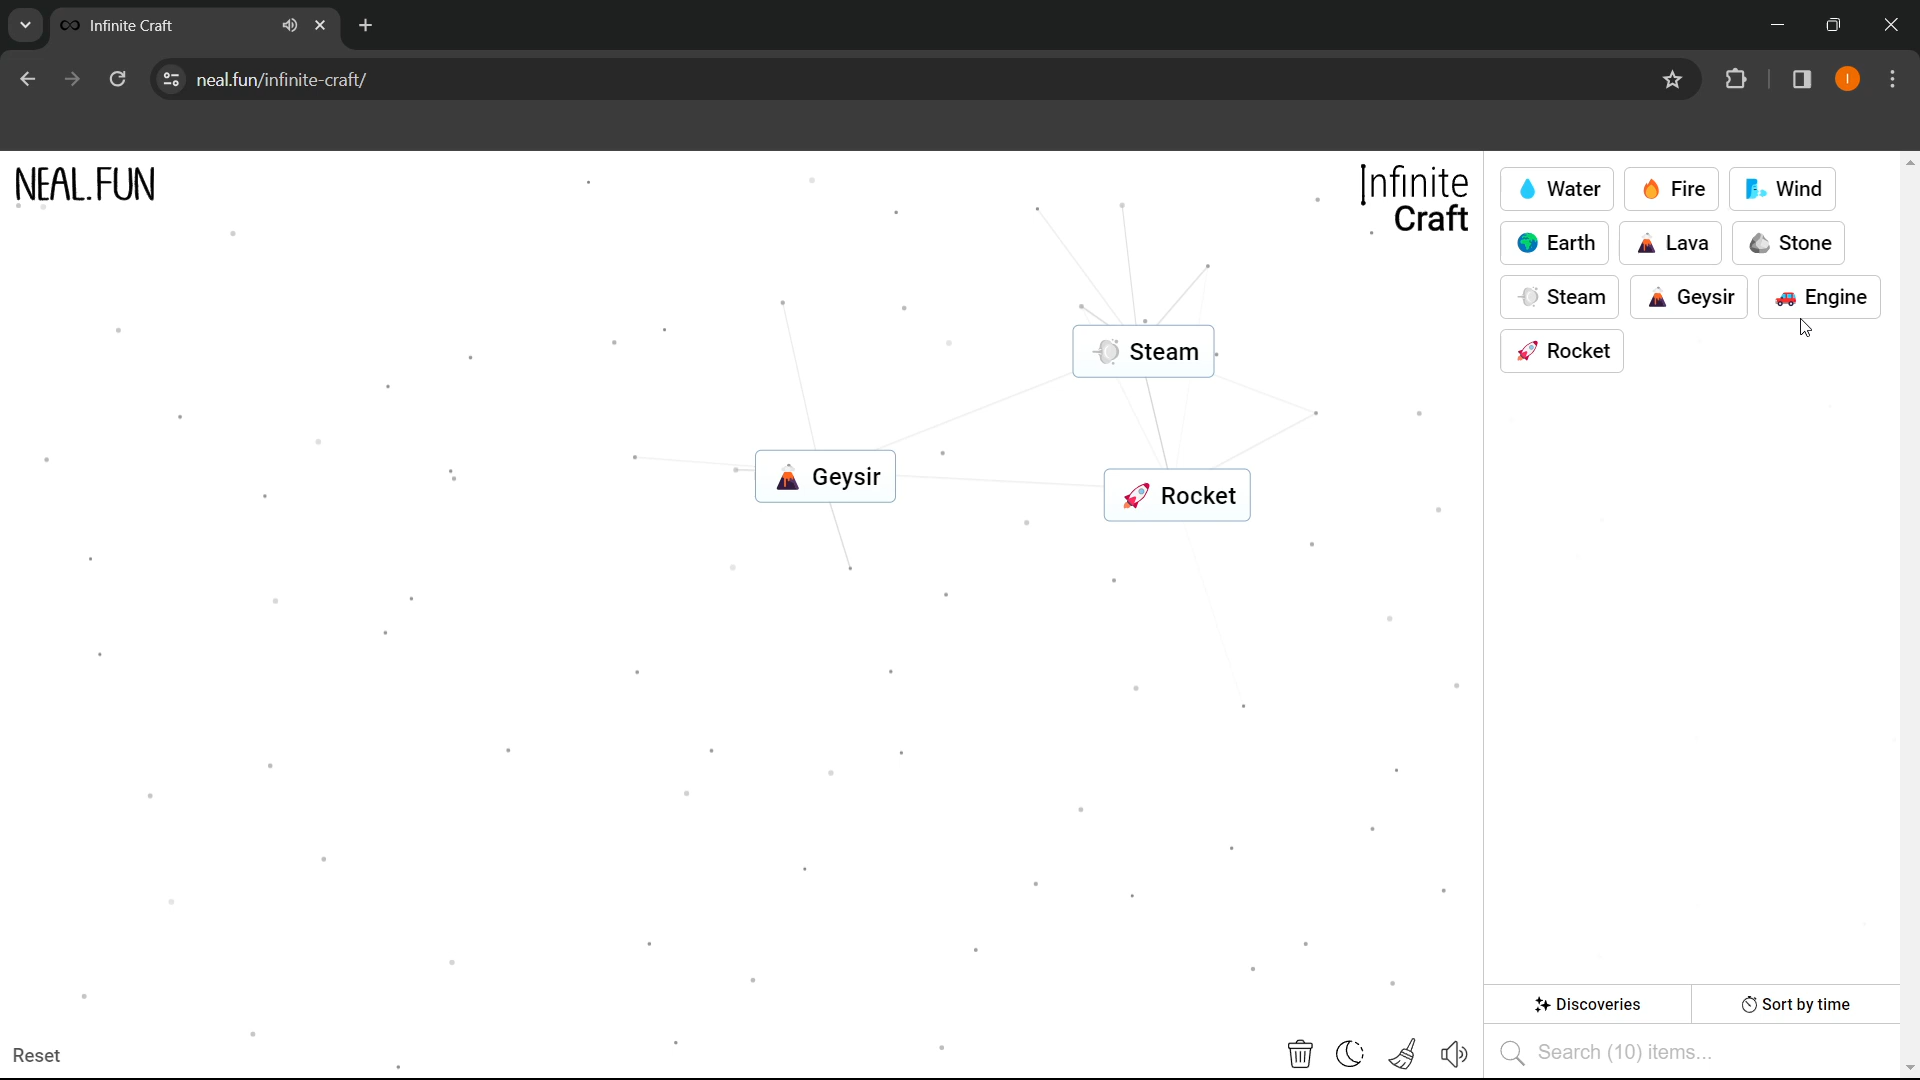 Infinite Craft
neal.fun/infinite-craft/
I
NEAL.FUN
Infinite
Craft
Steam
Geysir
Rocket
Water Fire Wind
Earth Lava Stone
Steam Geysir Engine
Rocket
Discoveries Sort by time
Search (10) items...
Reset